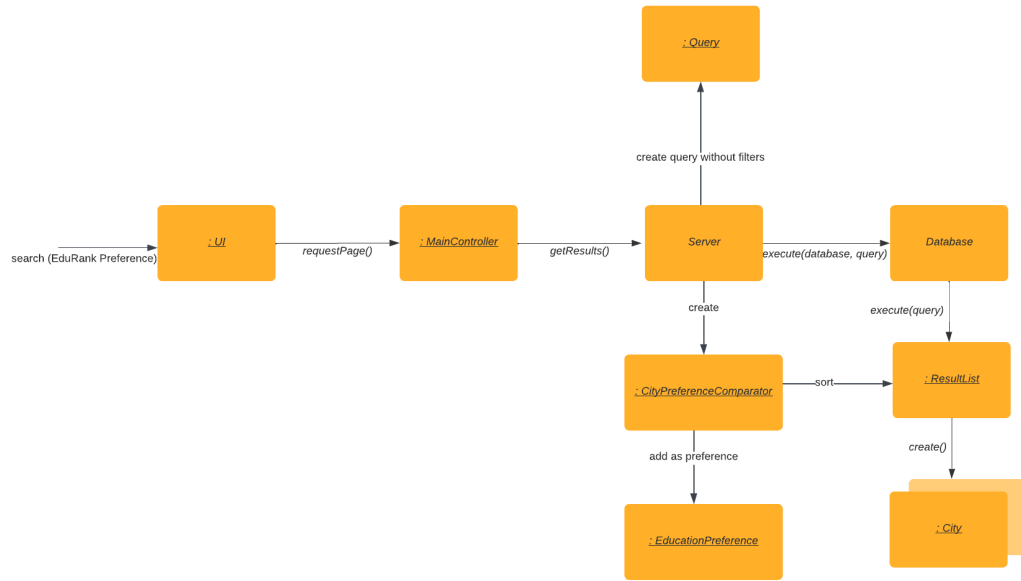 : Query
create query without filters
: UI
: MainController
Server
Database
search (EduRank Preference)
requestPage()
getResults()
execute(database, query)
create
execute(query)
: CityPreferenceComparator
sort
: ResultList
add as preference
create()
: EducationPreference
: City